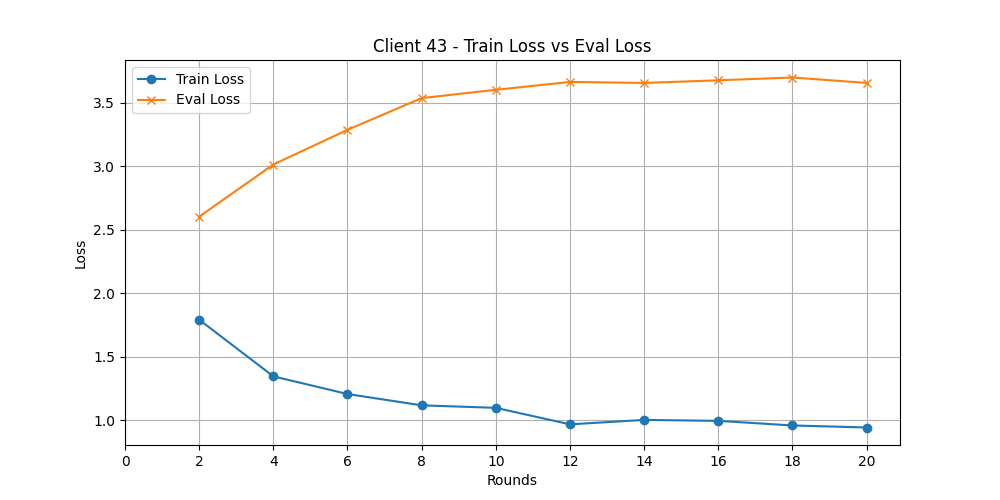 Client 43 - Train Loss vs Eval Loss
Train Loss
Eval Loss
3.5
3.0
2.5
2.0
1.5
1.0
Loss
0 2 4 6 8 10 12 14 16 18 20
Rounds